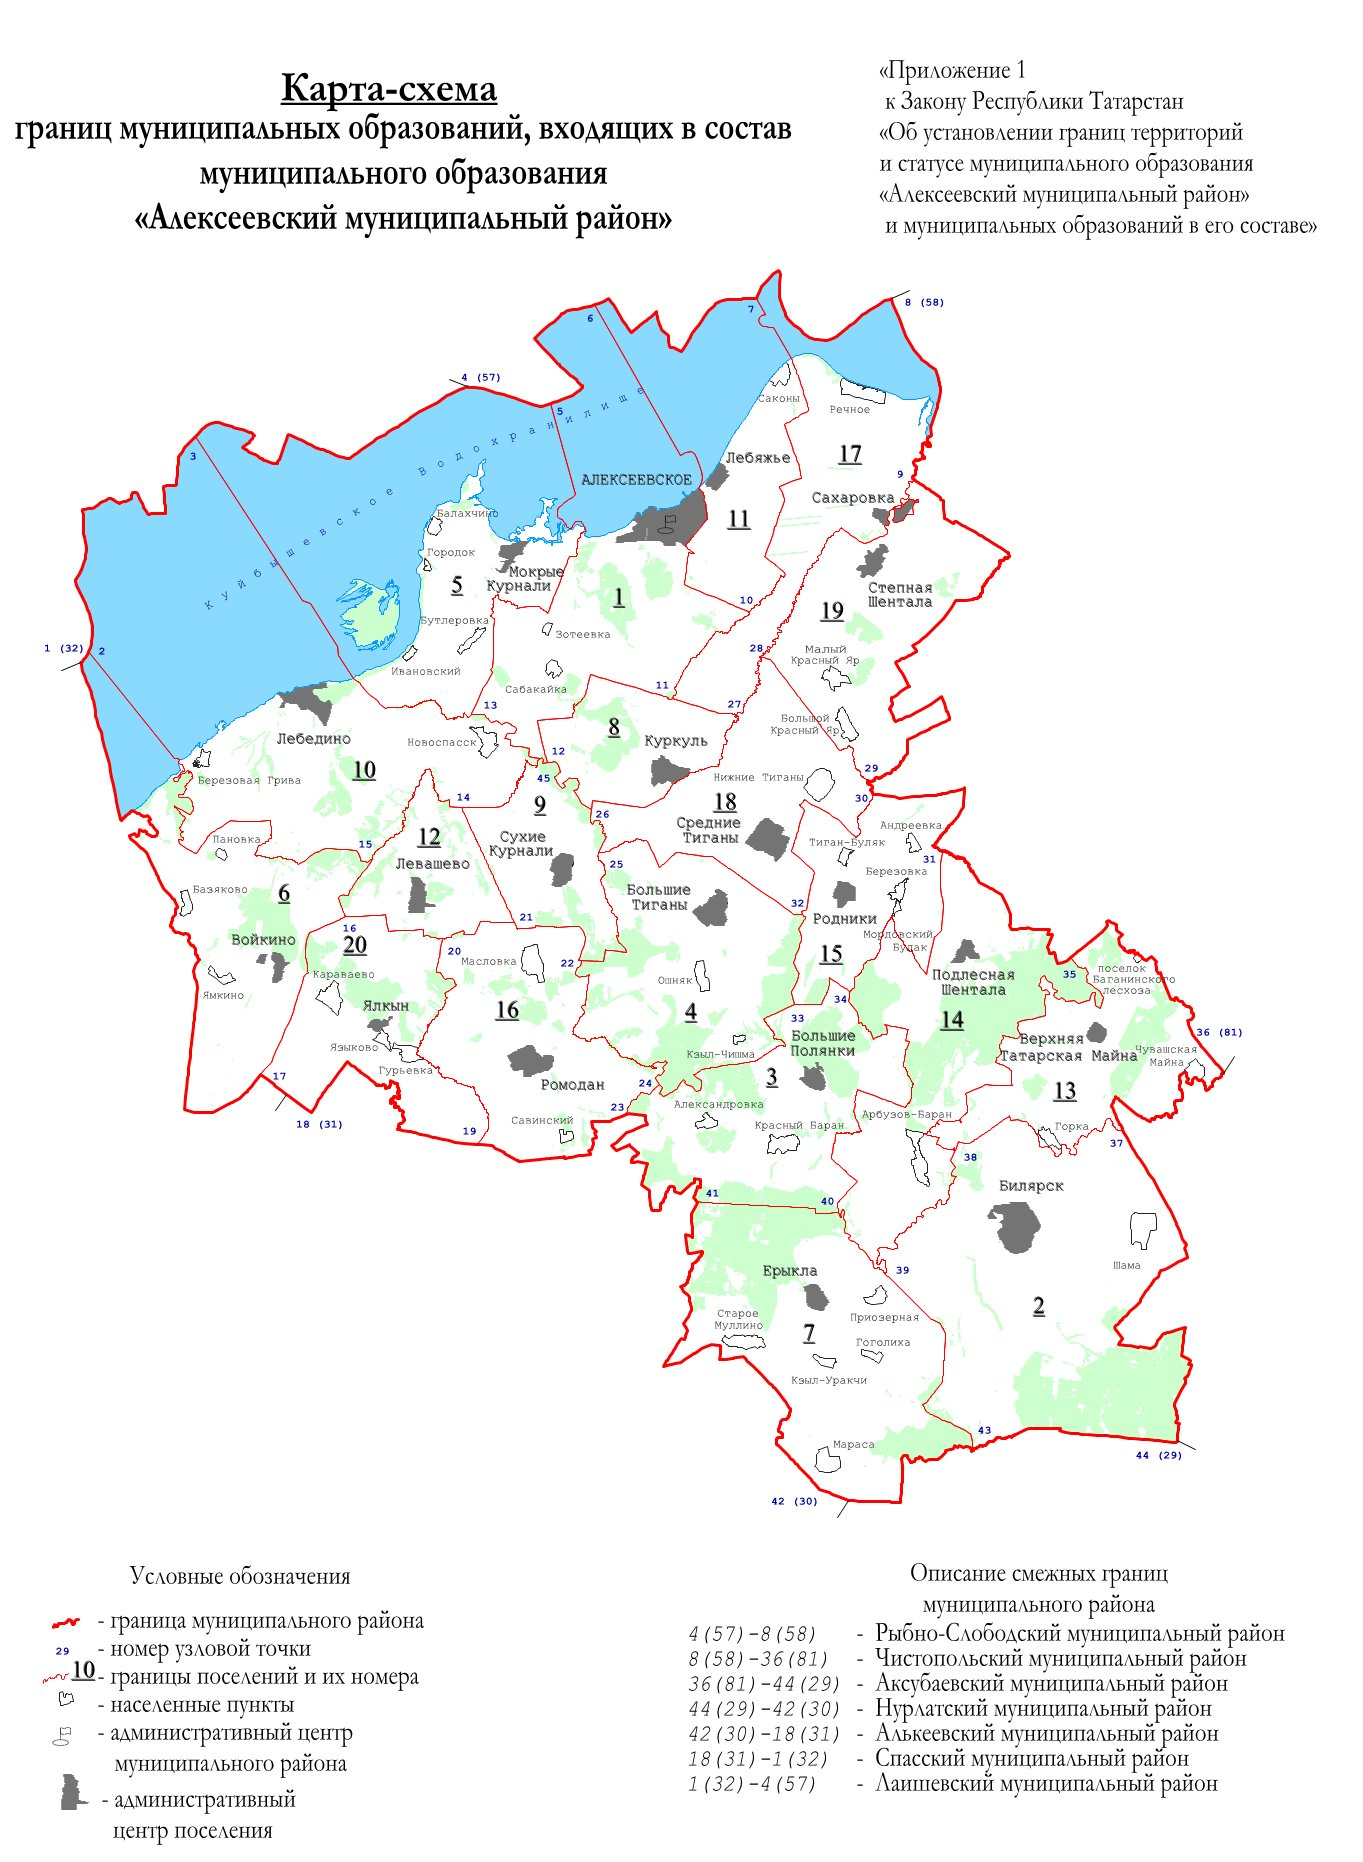 Карта-схема
границ муниципальных образований, входящих в состав
муниципального образования
«Алексеевский муниципальный район»
«Приложение 1
к Закону Республики Татарстан
«Об установлении границ территорий
и статусе муниципального образования
«Алексеевский муниципальный район»
и муниципальных образований в его составе»
7
8 (58)
6
4 (57)
5
3
Куйбышевское Водохранилище
Саконы
Речное
17
Лебяжье
9
АЛЕКСЕЕВСКОЕ
Сахаровка
Балахчино
11
Городок
Мокрые
Курнали
5
1
Степная
Шентала
10
19
Бутлеровка
Зотеевка
1 (32)
2
28
Малый
Красный Яр
Ивановский
Сабакайка
11
13
27
Большой
Красный Яр
8
Лебедино
Новоспасск
Куркуль
12
29
Березовая Грива
10
45
Нижние Тиганы
14
9
18
30
26
Средние
Тиганы
Андреевка
Пановка
12
Сухие
Курнали
Тиган-Буляк
15
Левашево
25
31
Березовка
Базяково
6
Большие
Тиганы
32
Родники
21
16
Мордовский
Булак
Войкино
20
20
15
Масловка
22
Караваево
Подлесная
Шентала
35
поселок
Баганинского
лесхоза
Ямкино
Ошняк
34
Ялкын
16
4
33
14
36 (81)
Большие
Полянки
Верхняя
Татарская Майна
Языково
Кзыл-Чишма
Чувашская
Майна
Гурьевка
Ромодан
24
3
17
13
23
Александровка
Арбузов-Баран
18 (31)
19
Савинский
Красный Баран
Горка
37
38
Билярск
41
40
Шама
39
Ерыкла
2
Старое
Муллино
Приозерная
7
Гоголиха
Кзыл-Уракчи
43
Мараса
44 (29)
42 (30)
Условные обозначения
- граница муниципального района
29 - номер узловой точки
10 - границы поселений и их номера
- населенные пункты
- административный центр
муниципального района
- административный
центр поселения
Описание смежных границ
муниципального района
4(57)-8(58) - Рыбно-Слободский муниципальный район
8(58)-36(81) - Чистопольский муниципальный район
36(81)-44(29) - Аксубаевский муниципальный район
44(29)-42(30) - Нурлатский муниципальный район
42(30)-18(31) - Алькеевский муниципальный район
18(31)-1(32) - Спасский муниципальный район
1(32)-4(57) - Лаишевский муниципальный район